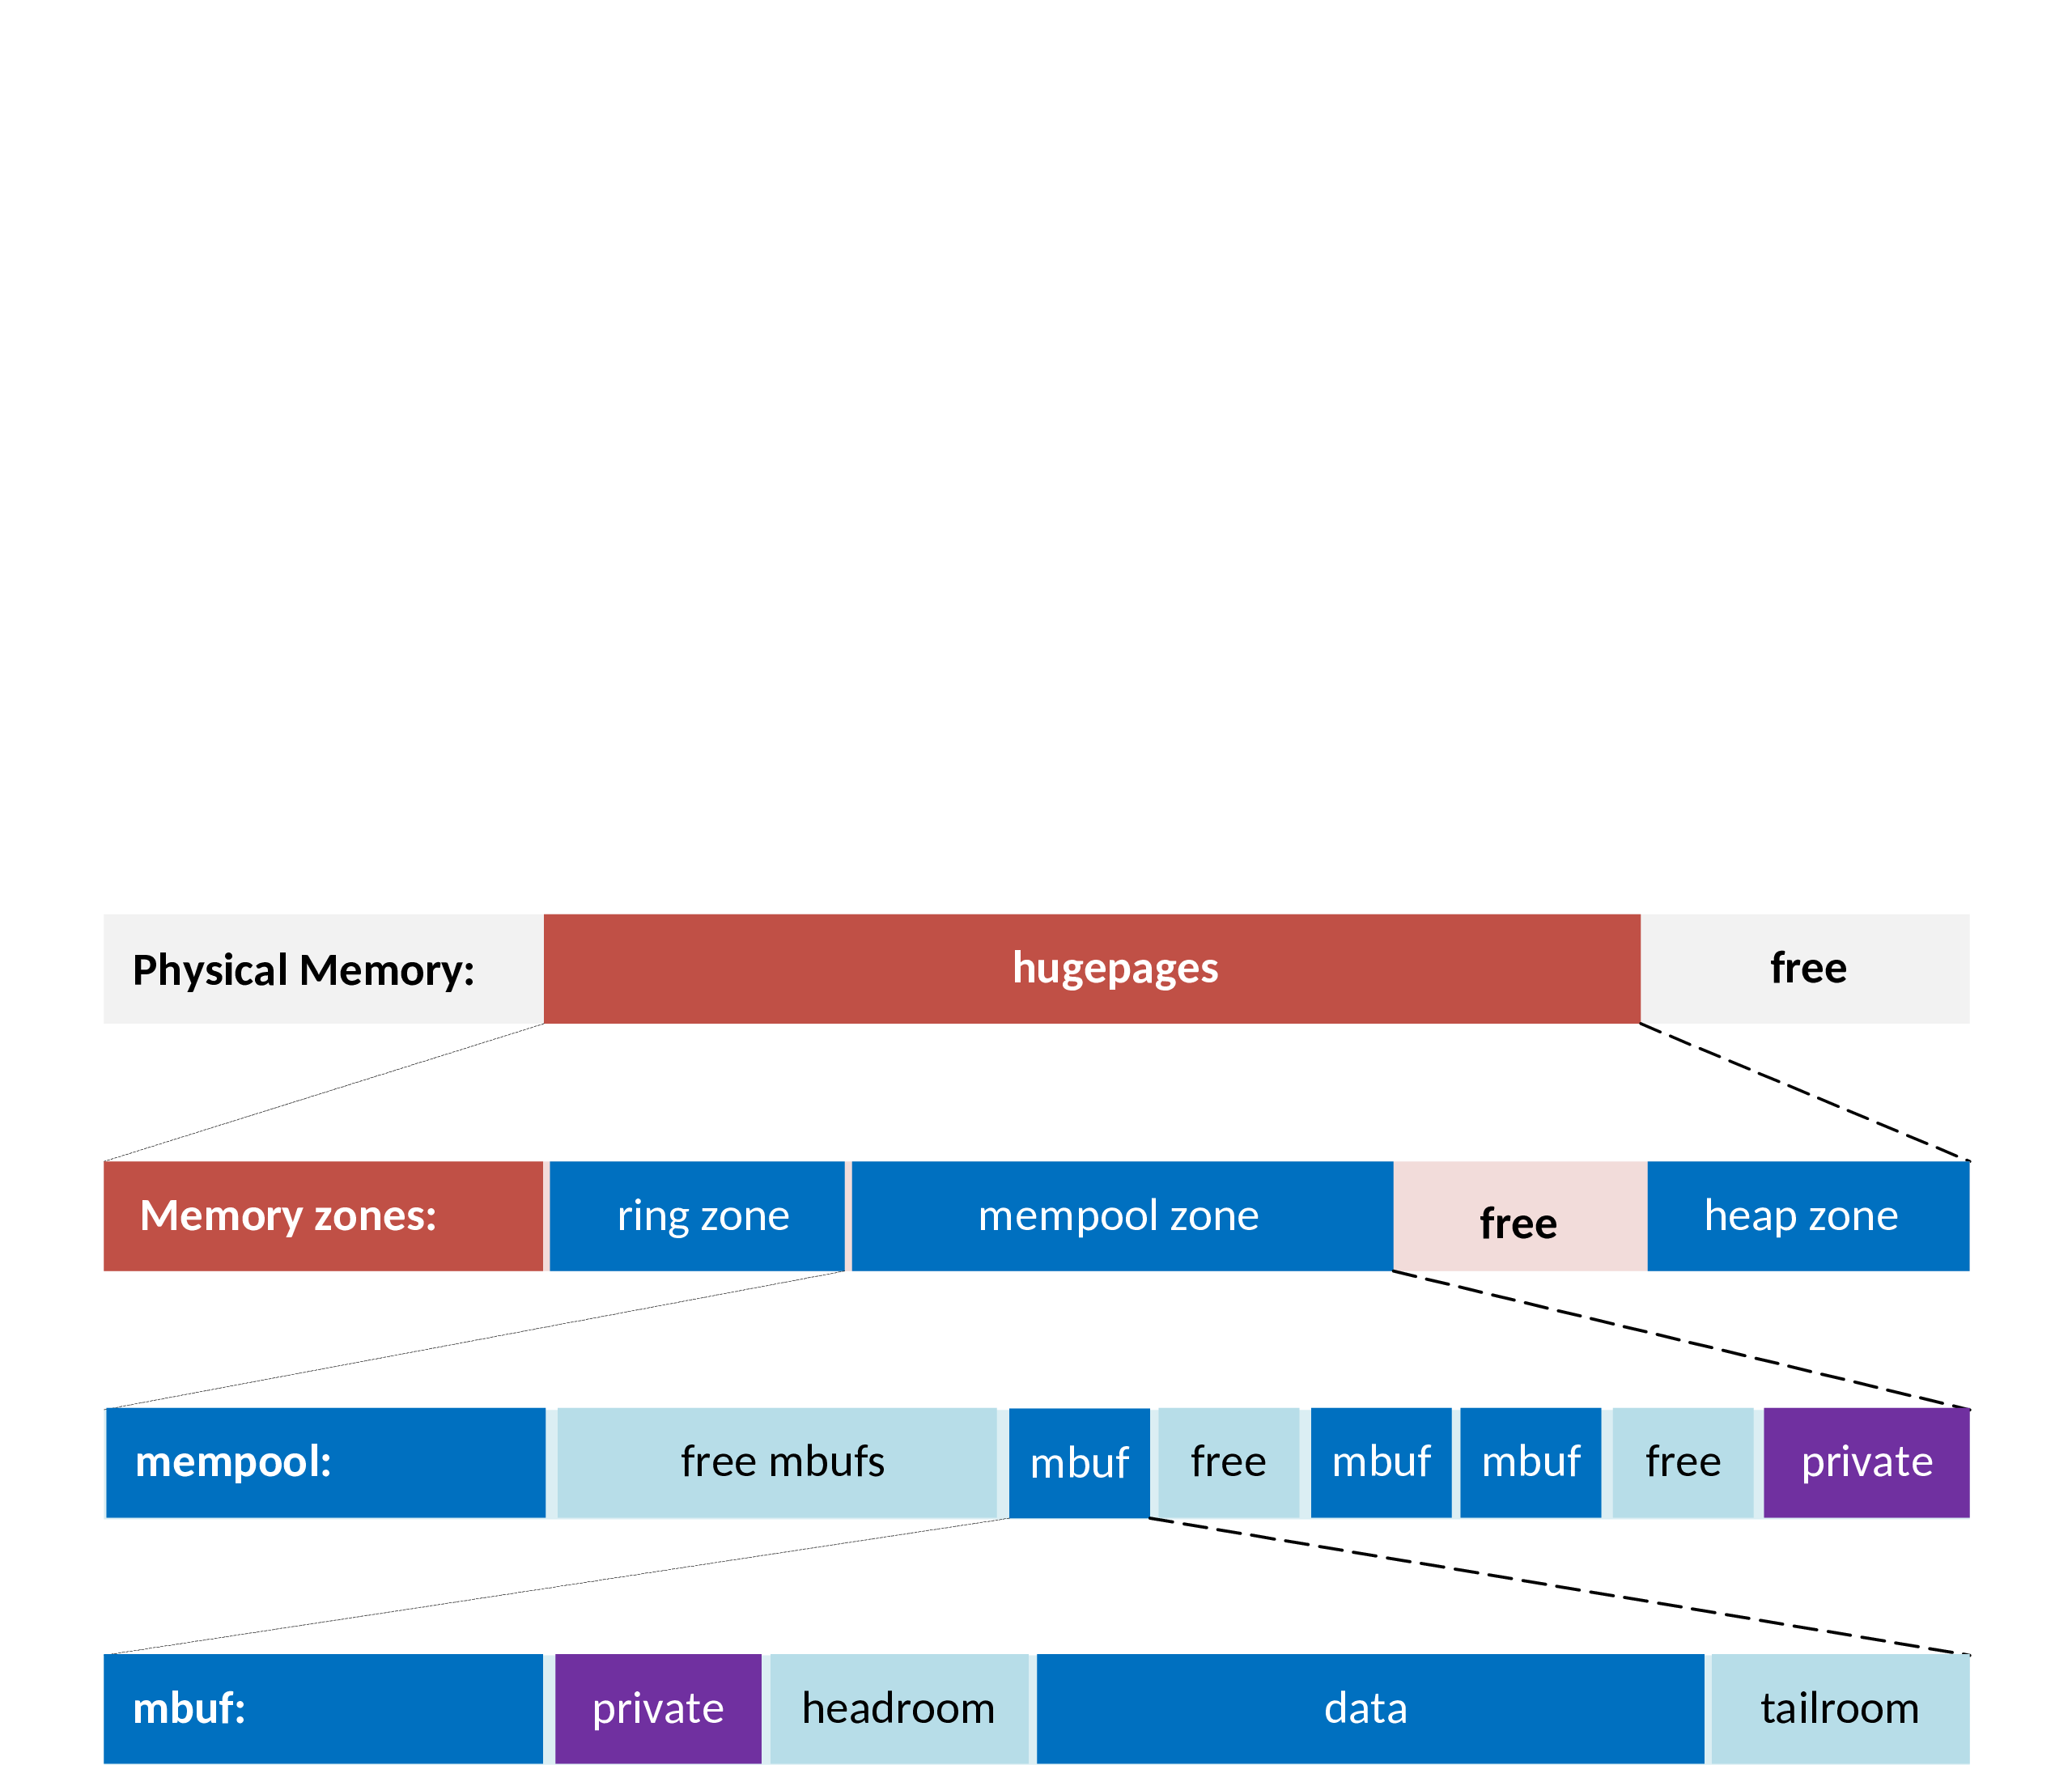 Physical Memory: hugepages free
Memory zones: ring zone mempool zone free heap zone
mempool: free mbufs mbuf free mbuf mbuf free private
mbuf: private headroom data tailroom